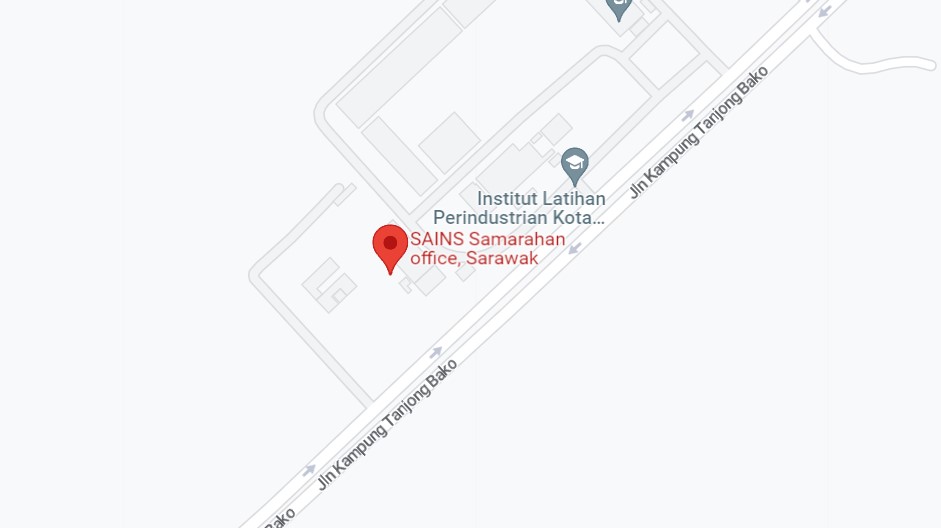 Jln Kampung Tanjong Bako
Institut Latihan
Perindustrian Kota...
SAINS Samarahan
office, Sarawak
Jln Kampung Tanjong Bako
Bako